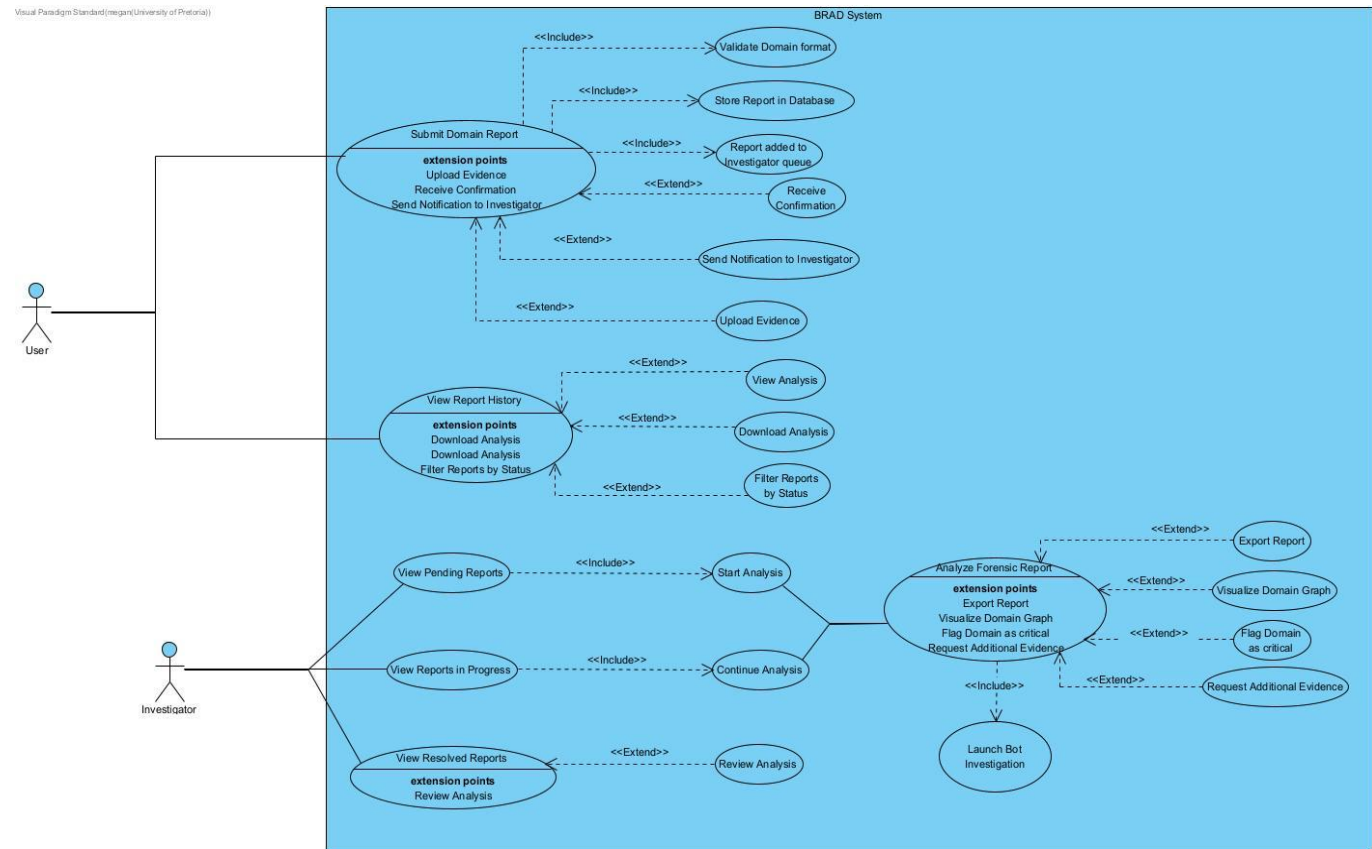 Visual Paradigm Standard(megan(University of Pretoria))
BRAD System
<<Include>>
Validate Domain format
<<Include>>
Store Report in Database
Submit Domain Report
extension points
Upload Evidence
Receive Confirmation
Send Notification to Investigator
<<Include>>
Report added to
Investigator queue
<<Extend>>
Receive
Confirmation
<<Extend>>
Send Notification to Investigator
<<Extend>>
Upload Evidence
User
<<Extend>>
View Analysis
View Report History
extension points
Download Analysis
Download Analysis
Filter Reports by Status
<<Extend>>
Download Analysis
<<Extend>>
Filter Reports
by Status
View Pending Reports
<<Include>>
Start Analysis
<<Extend>>
Export Report
Analyze Forensic Report
extension points
Export Report
Visualize Domain Graph
Flag Domain as critical
Request Additional Evidence
<<Extend>>
Visualize Domain Graph
<<Extend>>
Flag Domain
as critical
<<Extend>>
Request Additional Evidence
View Reports in Progress
<<Include>>
Continue Analysis
<<Include>>
Launch Bot
Investigation
Investigator
View Resolved Reports
extension points
Review Analysis
<<Extend>>
Review Analysis